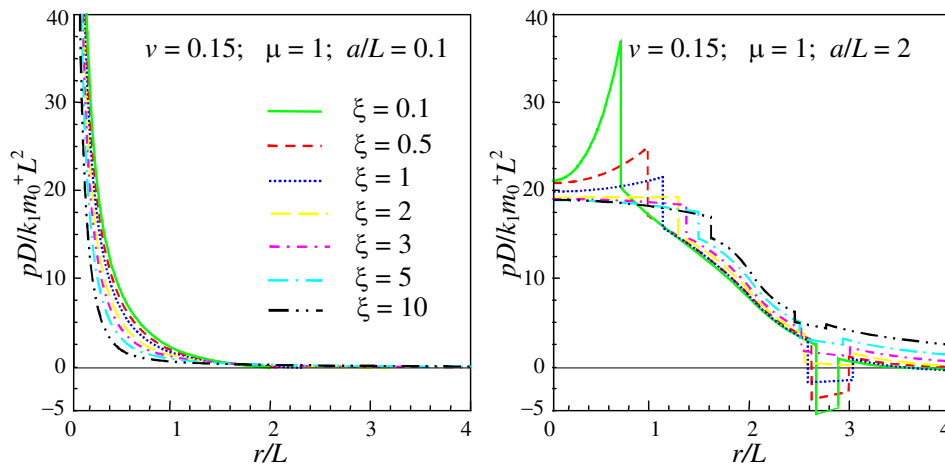 ν = 0.15; μ = 1; a/L = 0.1
ξ = 0.1
ξ = 0.5
ξ = 1
ξ = 2
ξ = 3
ξ = 5
ξ = 10
pD/k₁m₀⁺L²
40
30
20
10
0
−5
0 1 2 3 4
r/L
ν = 0.15; μ = 1; a/L = 2
pD/k₁m₀⁺L²
40
30
20
10
0
−5
0 1 2 3 4
r/L